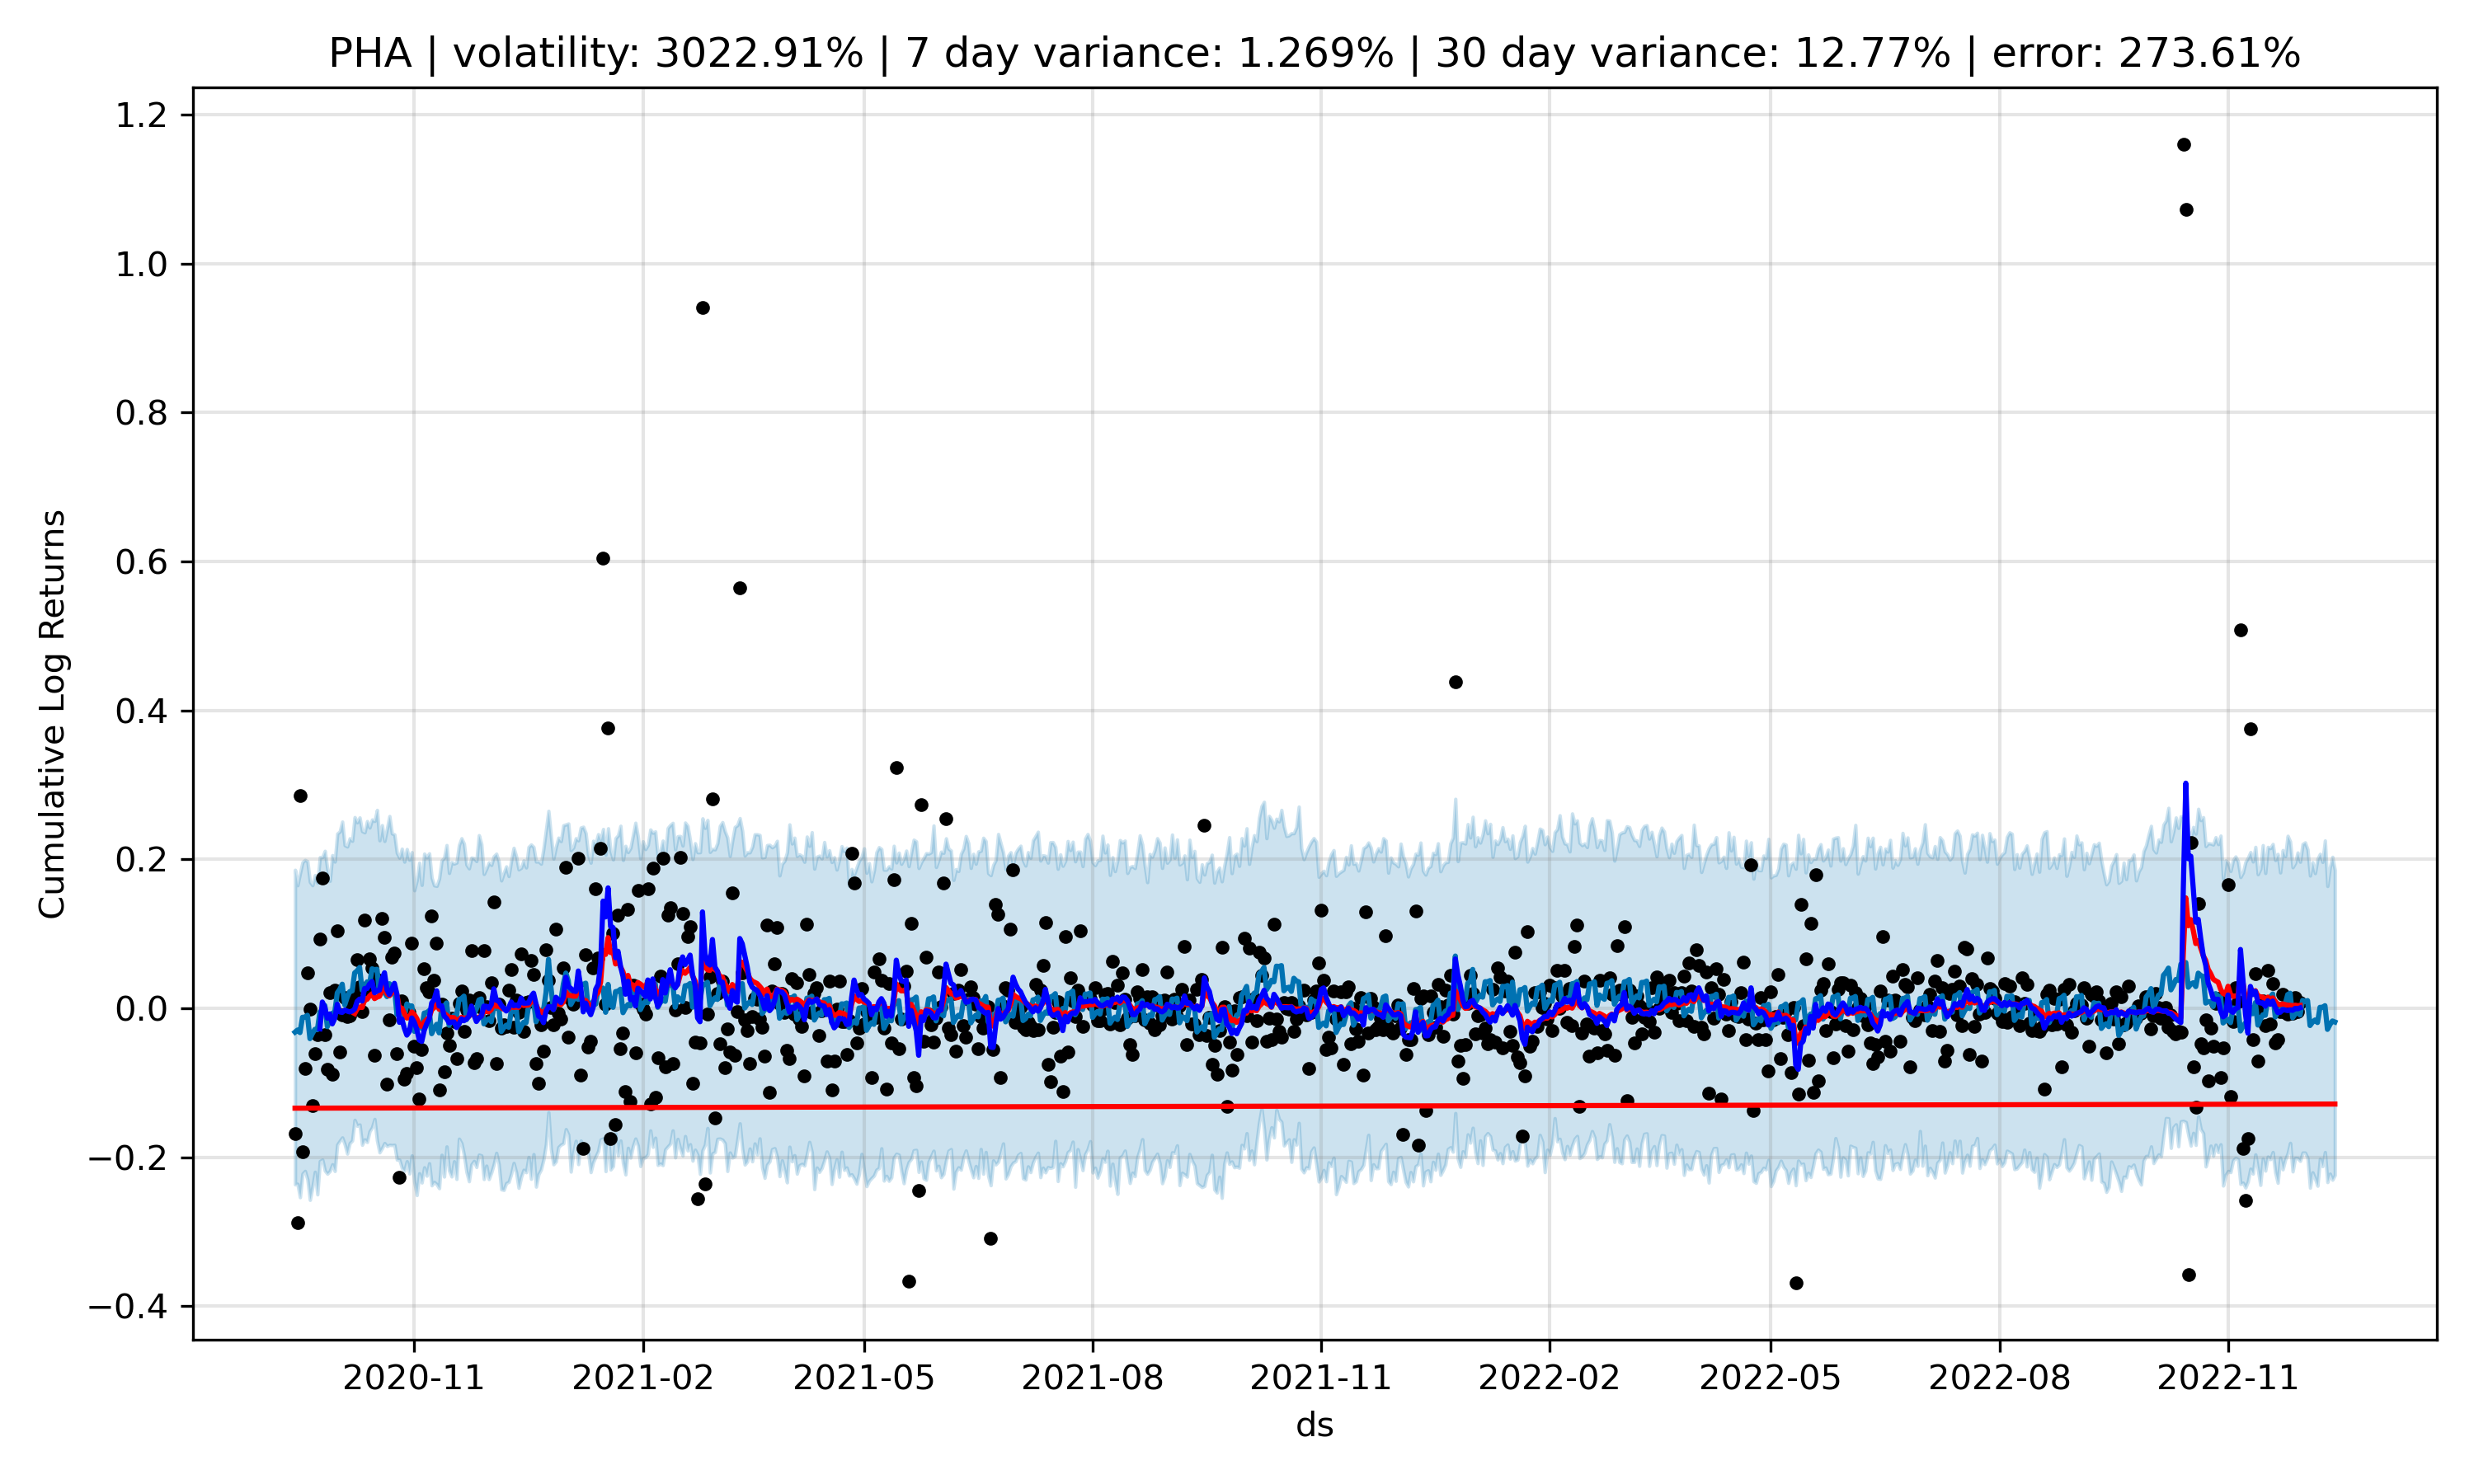 PHA | volatility: 3022.91% | 7 day variance: 1.269% | 30 day variance: 12.77% | error: 273.61%
1.2
1.0
0.8
0.6
0.4
0.2
0.0
−0.2
−0.4
Cumulative Log Returns
2020-11 2021-02 2021-05 2021-08 2021-11 2022-02 2022-05 2022-08 2022-11
ds